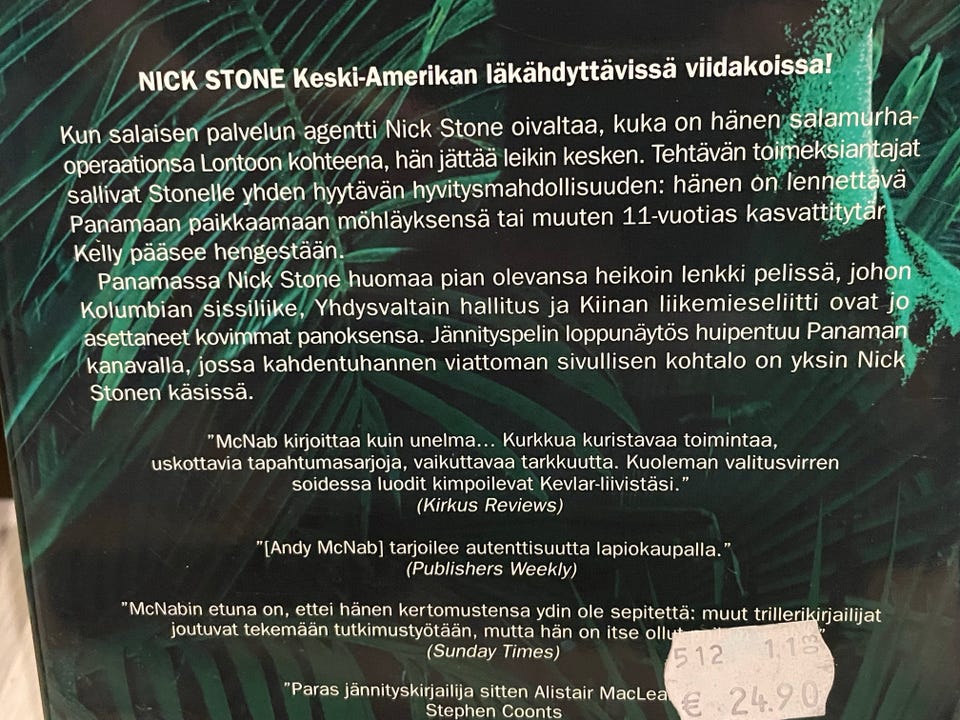 NICK STONE Keski-Amerikan läkähdyttävissä viidakoissa!
Kun salaisen palvelun agentti Nick Stone oivaltaa, kuka on hänen salamurha-
operaationsa Lontoon kohteena, hän jättää leikin kesken. Tehtävän toimeksiantajat
sallivat Stonelle yhden hyytävän hyvitysmahdollisuuden: hänen on lennettävä
Panamaan paikkaamaan möhläyksensä tai muuten 11-vuotias kasvattitytär
Kelly pääsee hengestään.
Panamassa Nick Stone huomaa pian olevansa heikoin lenkki pelissä, johon
Kolumbian sissiliike, Yhdysvaltain hallitus ja Kiinan liikemieseliitti ovat jo
asettaneet kovimmat panoksensa. Jännityspelin loppunäytös huipentuu Panaman
kanavalla, jossa kahdentuhannen viattoman sivullisen kohtalo on yksin Nick
Stonen käsissä.
"McNab kirjoittaa kuin unelma... Kurkkua kuristavaa toimintaa,
uskottavia tapahtumasarjoja, vaikuttavaa tarkkuutta. Kuoleman valitusvirren
soidessa luodit kimpoilevat Kevlar-liivistäsi."
(Kirkus Reviews)
"[Andy McNab] tarjoilee autenttisuutta lapiokaupalla."
(Publishers Weekly)
"McNabin etuna on, ettei hänen kertomustensa ydin ole sepitettä: muut trillerikirjailijat
joutuvat tekemään tutkimustyötään, mutta hän on itse ollut
(Sunday Times)
"Paras jännityskirjailija sitten Alistair MacLea
Stephen Coonts
512 1.103
€ 24.90